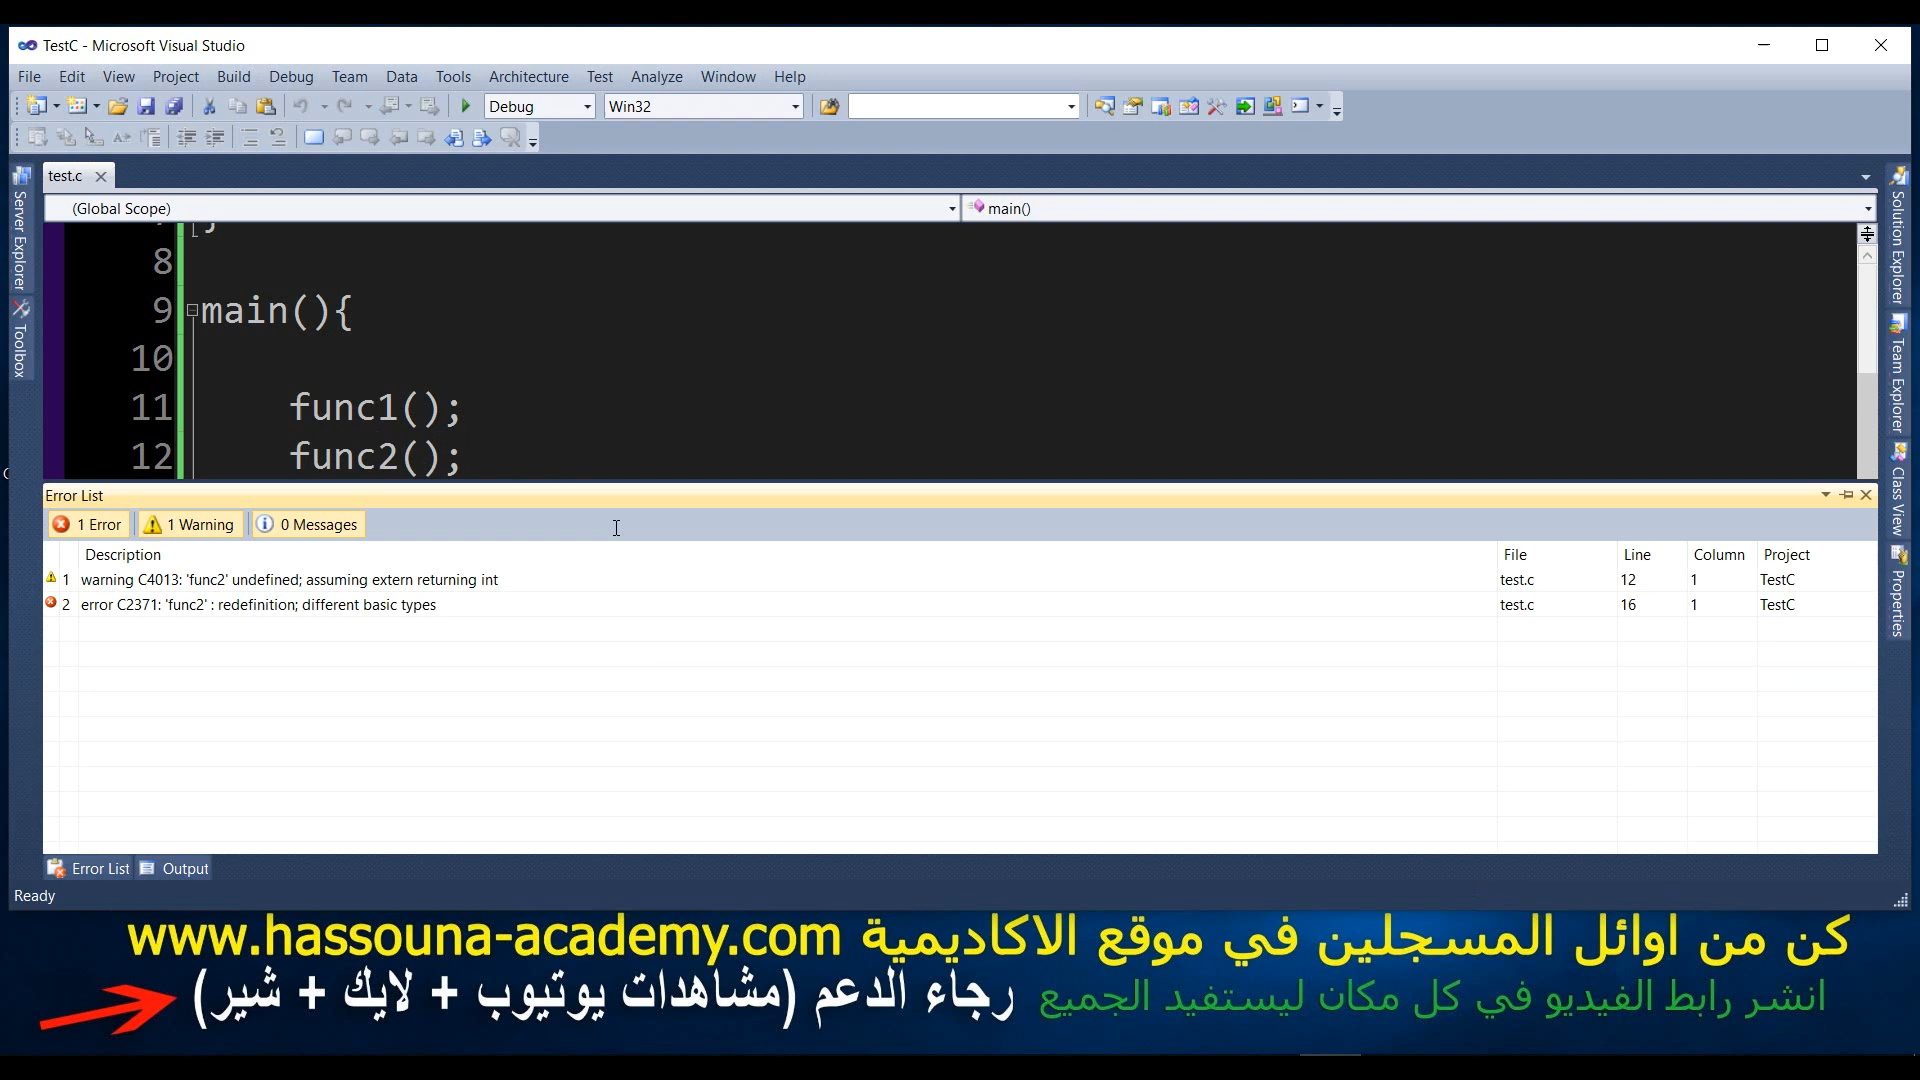 TestC - Microsoft Visual Studio
File Edit View Project Build Debug Team Data Tools Architecture Test Analyze Window Help
Debug Win32
test.c
(Global Scope) main()
8
9 main(){
10
11 func1();
12 func2();
Server Explorer
Toolbox
Solution Explorer
Team Explorer
Class View
Properties
Error List
1 Error 1 Warning 0 Messages
Description File Line Column Project
1 warning C4013: 'func2' undefined; assuming extern returning int test.c 12 1 TestC
2 error C2371: 'func2' : redefinition; different basic types test.c 16 1 TestC
Error List Output
Ready
كن من اوائل المسجلين في موقع الاكاديمية www.hassouna-academy.com
انشر رابط الفيديو في كل مكان ليستفيد الجميع رجاء الدعم (مشاهدات يوتيوب + لايك + شير)